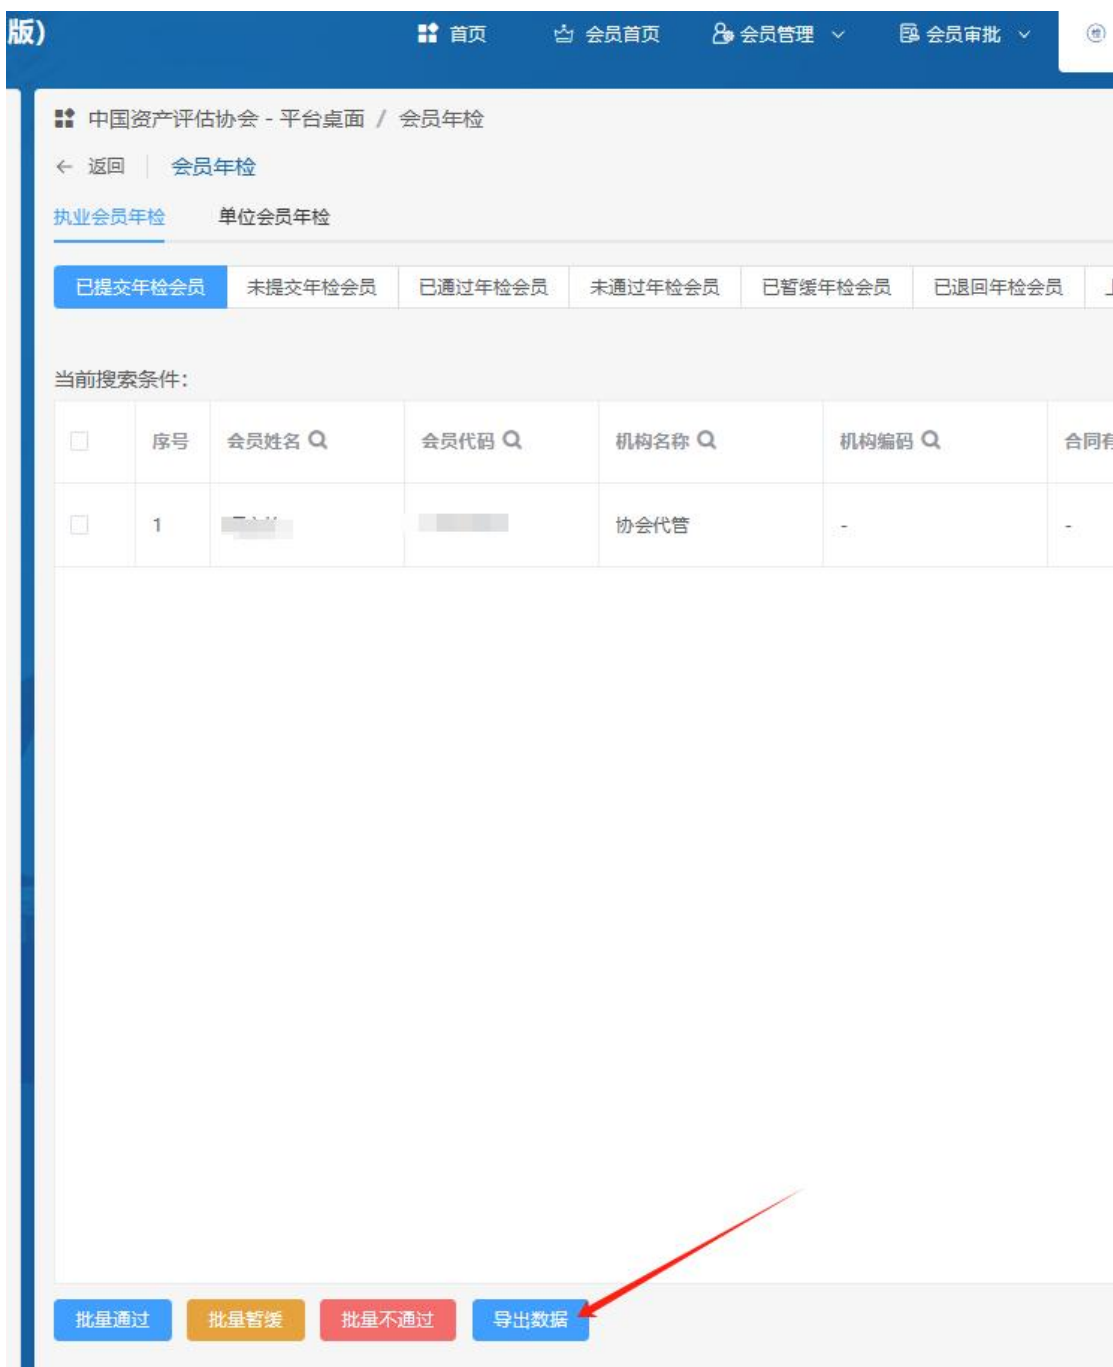 版) 首页 会员首页 会员管理 会员审批
中国资产评估协会 - 平台桌面 / 会员年检
← 返回 会员年检
执业会员年检 单位会员年检
已提交年检会员 未提交年检会员 已通过年检会员 未通过年检会员 已暂缓年检会员 已退回年检会员
当前搜索条件：
序号 会员姓名 会员代码 机构名称 机构编码 合同有
1 协会代管 - -
批量通过 批量暂缓 批量不通过 导出数据